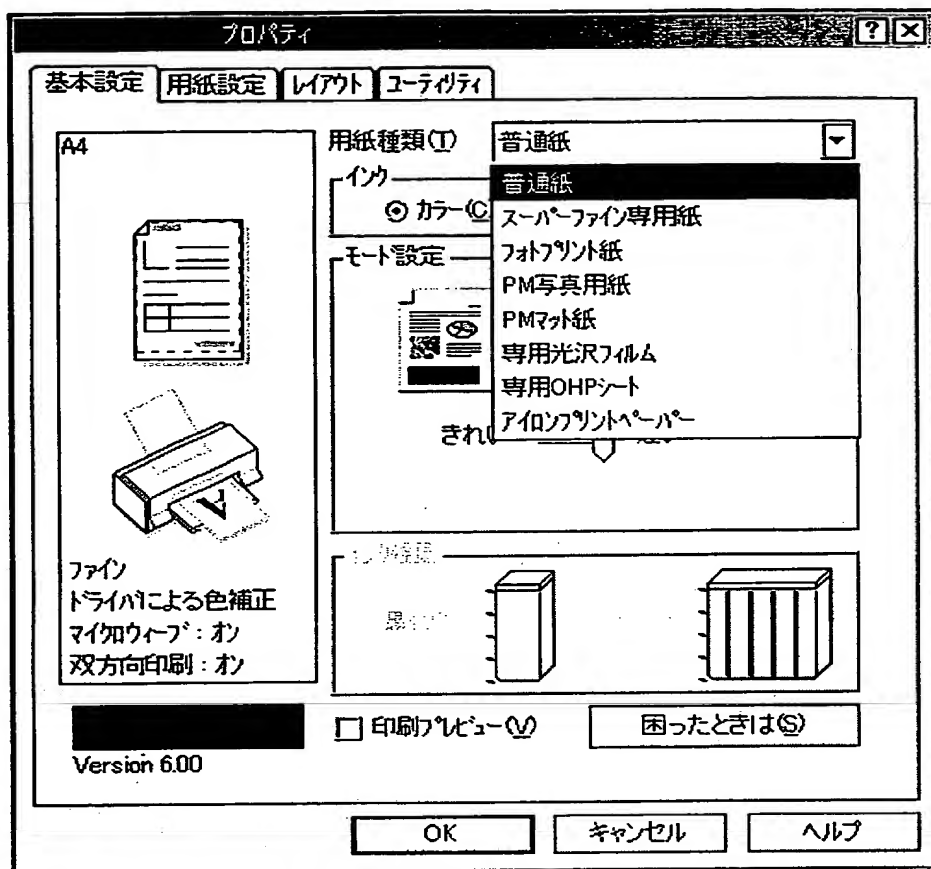 プロパティ
? ×
基本設定 用紙設定 レイアウト ユーティリティ
A4
用紙種類(T) 普通紙
普通紙
スーパーファイン専用紙
フォトプリント紙
PM写真用紙
PMマット紙
専用光沢フィルム
専用OHPシート
アイロンプリントペーパー
インク
カラー(C
モード設定
きれい
ファイン
ドライバによる色補正
マイクロウィーブ：オン
双方向印刷：オン
印刷プレビュー(V) 困ったときは(S)
Version 6.00
OK キャンセル ヘルプ